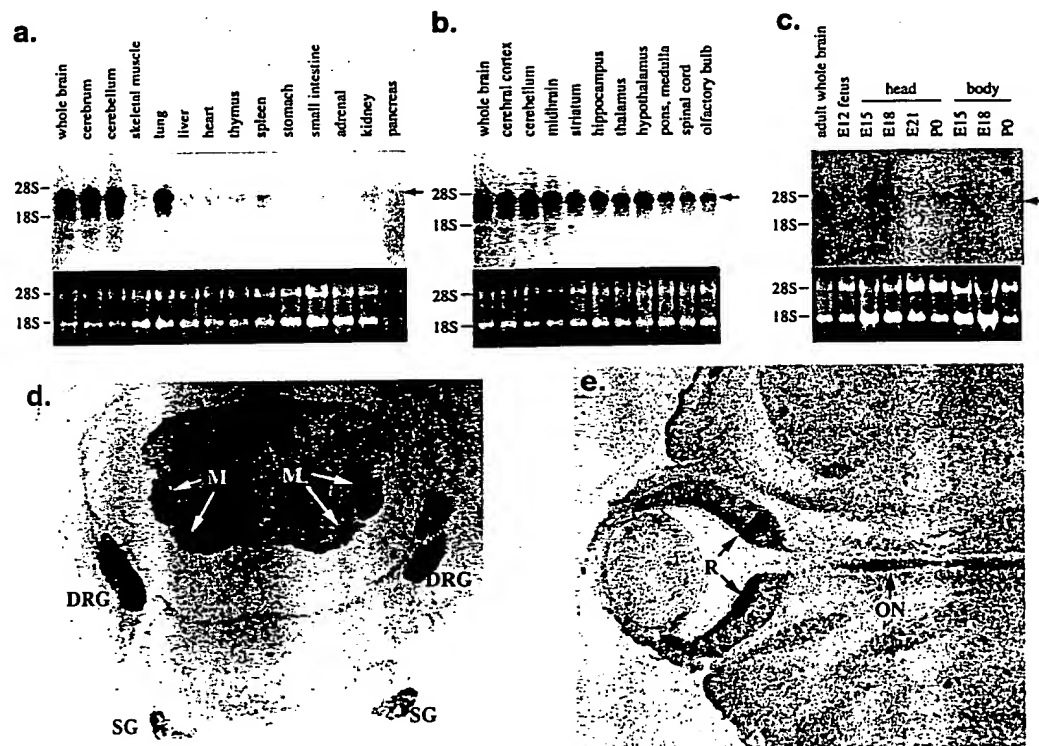 a.
whole brain
cerebrum
cerebellum
skeletal muscle
lung
liver
heart
thymus
spleen
stomach
small intestine
adrenal
kidney
pancreas
28S
18S
28S
18S
b.
whole brain
cerebral cortex
cerebellum
midbrain
striatum
hippocampus
thalamus
hypothalamus
pons, medulla
spinal cord
olfactory bulb
28S
18S
28S
18S
c.
head
body
adult whole brain
E12 fetus
E15
E18
E21
P0
E15
E18
P0
28S
18S
28S
18S
d.
M
M
DRG
DRG
SG
SG
e.
R
ON